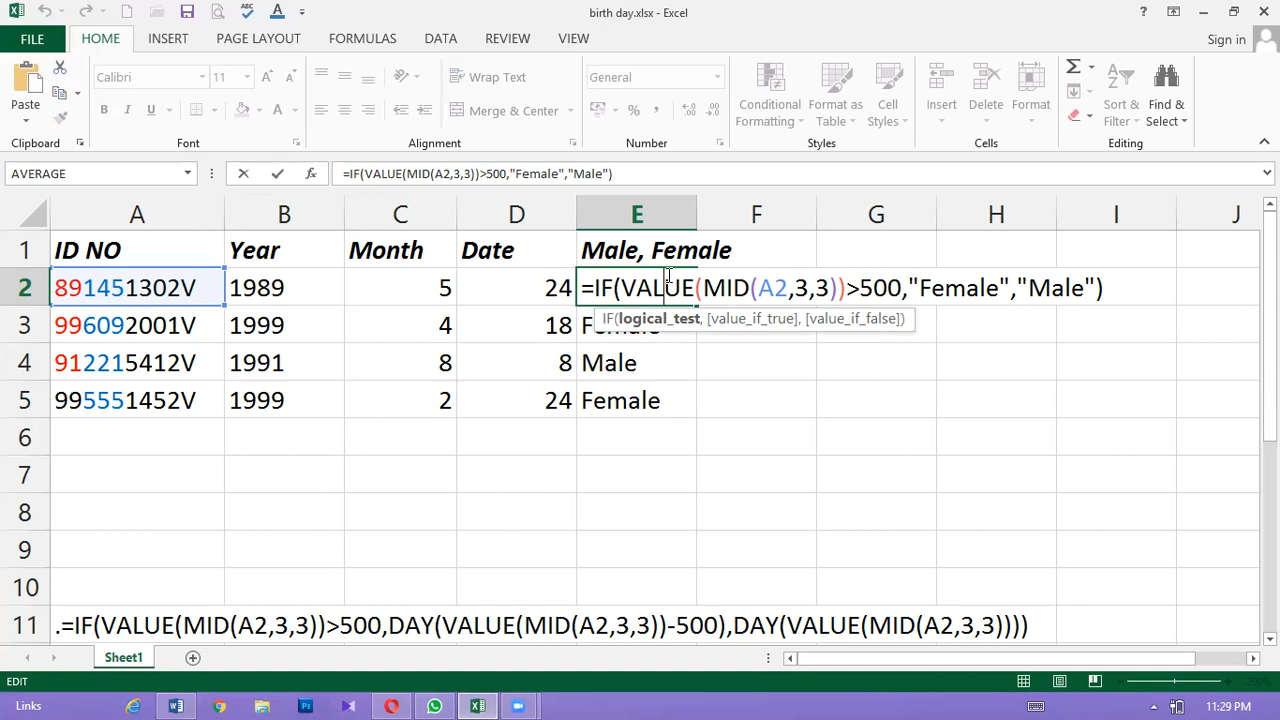 birth day.xlsx - Excel
FILE HOME INSERT PAGE LAYOUT FORMULAS DATA REVIEW VIEW Sign in
Paste Calibri 11 Wrap Text General Conditional Formatting Format as Table Cell Styles Insert Delete Format Sort & Filter Find & Select
B I U Merge & Center
Clipboard Font Alignment Number Styles Cells Editing
AVERAGE =IF(VALUE(MID(A2,3,3))>500,"Female","Male")
A B C D E F G H I J
1 ID NO Year Month Date Male, Female
2 891451302V 1989 5 24 =IF(VALUE(MID(A2,3,3))>500,"Female","Male")
IF(logical_test, [value_if_true], [value_if_false])
3 996092001V 1999 4 18 Female
4 912215412V 1991 8 8 Male
5 995551452V 1999 2 24 Female
6
7
8
9
10
11 .=IF(VALUE(MID(A2,3,3))>500,DAY(VALUE(MID(A2,3,3))-500),DAY(VALUE(MID(A2,3,3))))
Sheet1
EDIT 200%
Links 11:29 PM